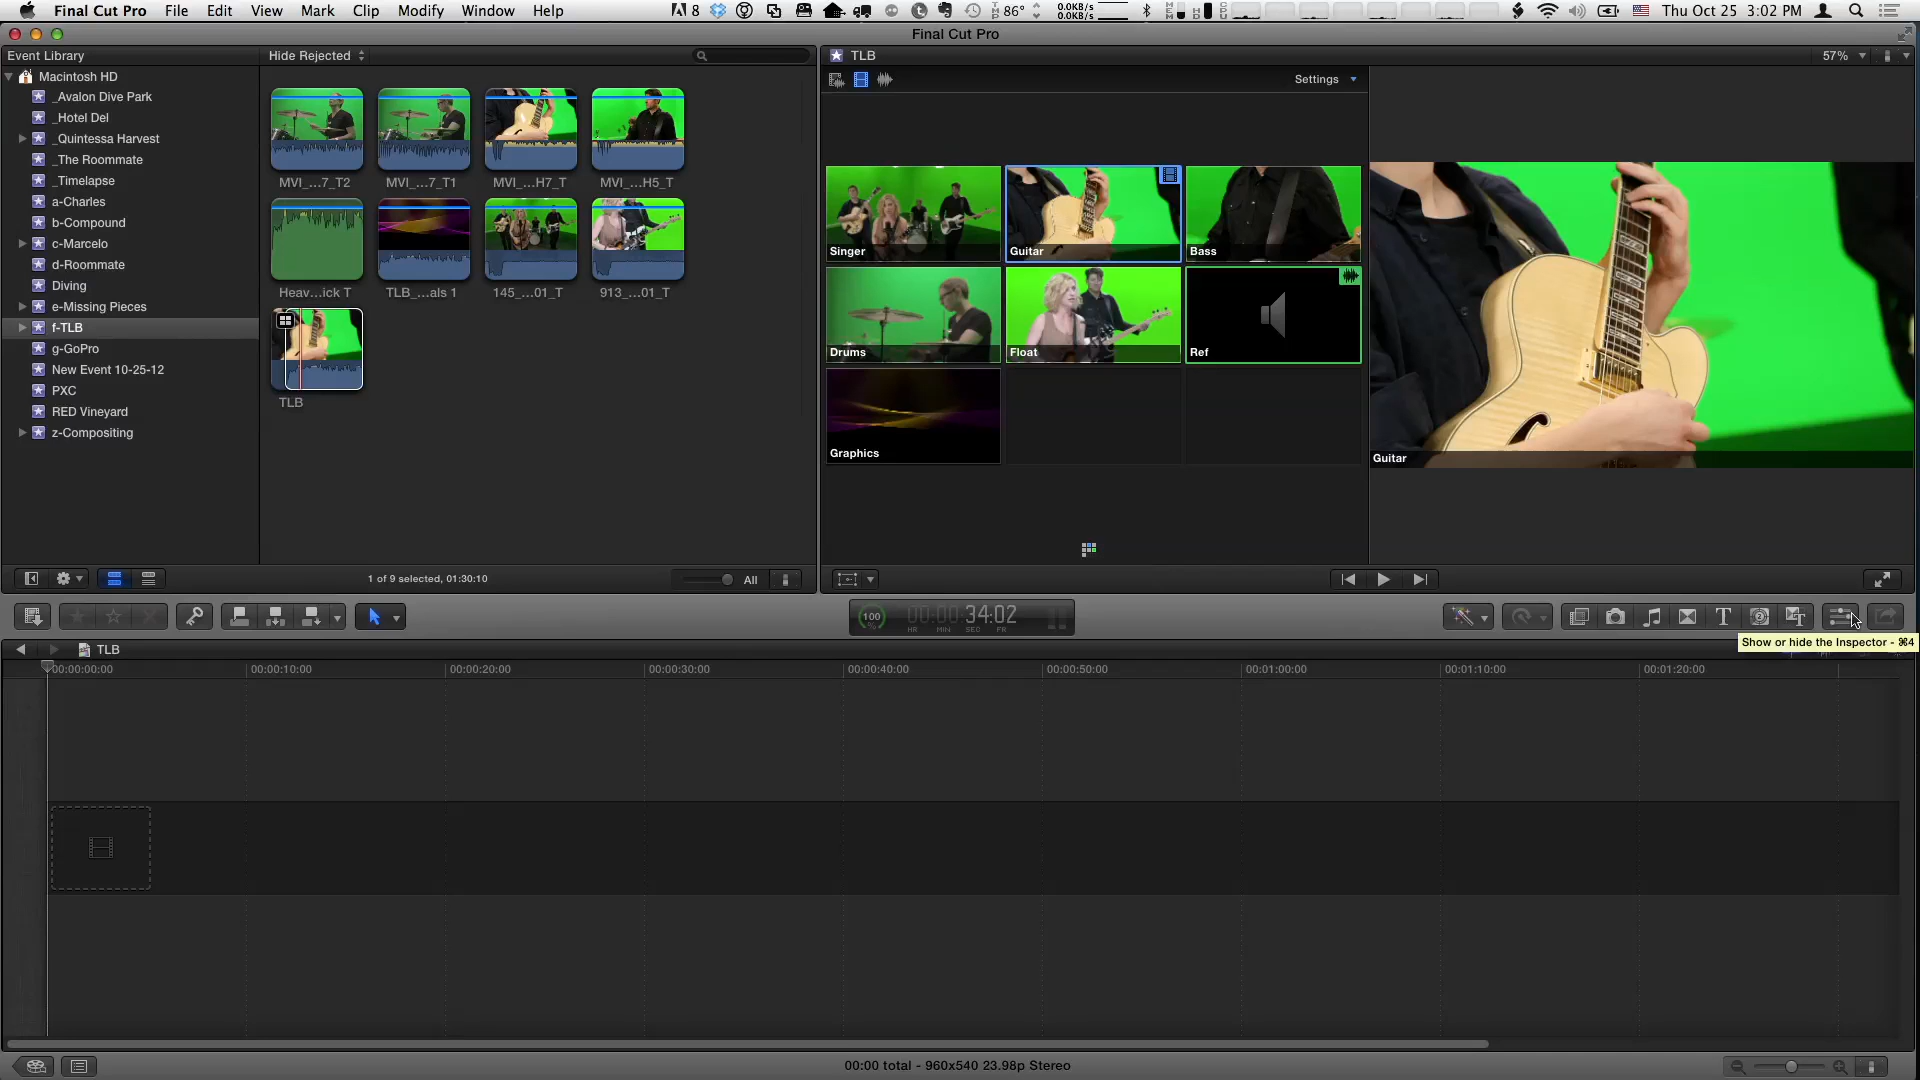 Final Cut Pro File Edit View Mark Clip Modify Window Help
8 86° 0.0KB/s 0.0KB/s Thu Oct 25 3:02 PM
Final Cut Pro
Event Library
Hide Rejected
TLB
57%
Macintosh HD
_Avalon Dive Park
_Hotel Del
_Quintessa Harvest
_The Roommate
_Timelapse
a-Charles
b-Compound
c-Marcelo
d-Roommate
Diving
e-Missing Pieces
f-TLB
g-GoPro
New Event 10-25-12
PXC
RED Vineyard
z-Compositing
MVI_...7_T2
MVI_...7_T1
MVI_...H7_T
MVI_...H5_T
Heav...ick T
TLB_...als 1
145_...01_T
913_...01_T
TLB
Settings
Singer
Guitar
Bass
Drums
Float
Ref
Graphics
Guitar
1 of 9 selected, 01:30:10
All
100
00:00:34:02
HR MIN SEC FR
Show or hide the Inspector - ⌘4
TLB
00:00:00:00
00:00:10:00
00:00:20:00
00:00:30:00
00:00:40:00
00:00:50:00
00:01:00:00
00:01:10:00
00:01:20:00
00:00 total - 960x540 23.98p Stereo